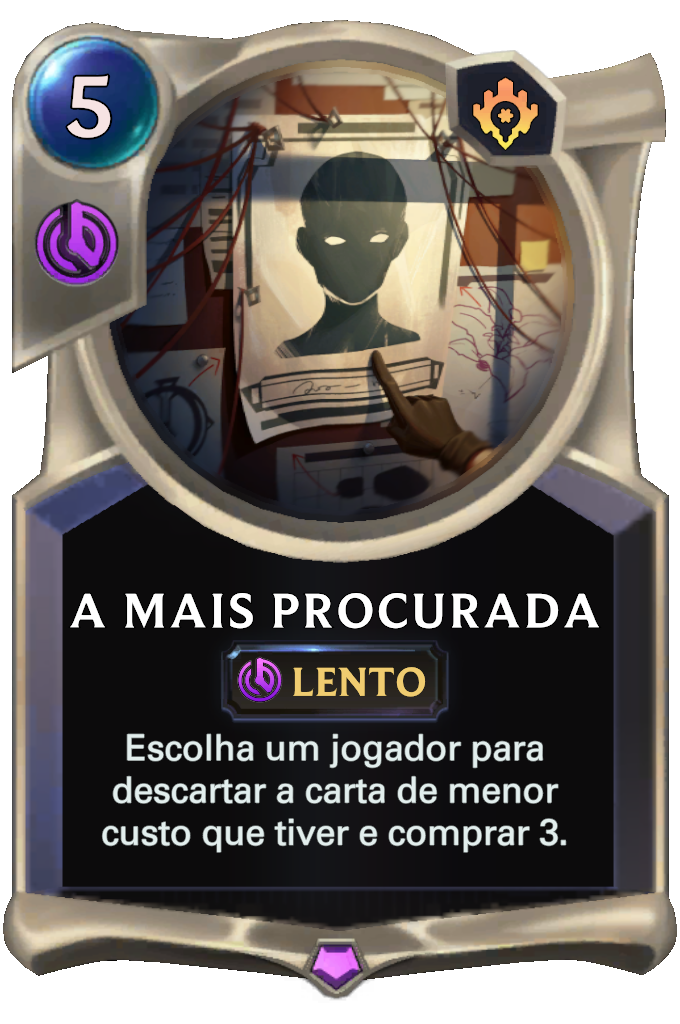 5
A MAIS PROCURADA
LENTO
Escolha um jogador para
descartar a carta de menor
custo que tiver e comprar 3.